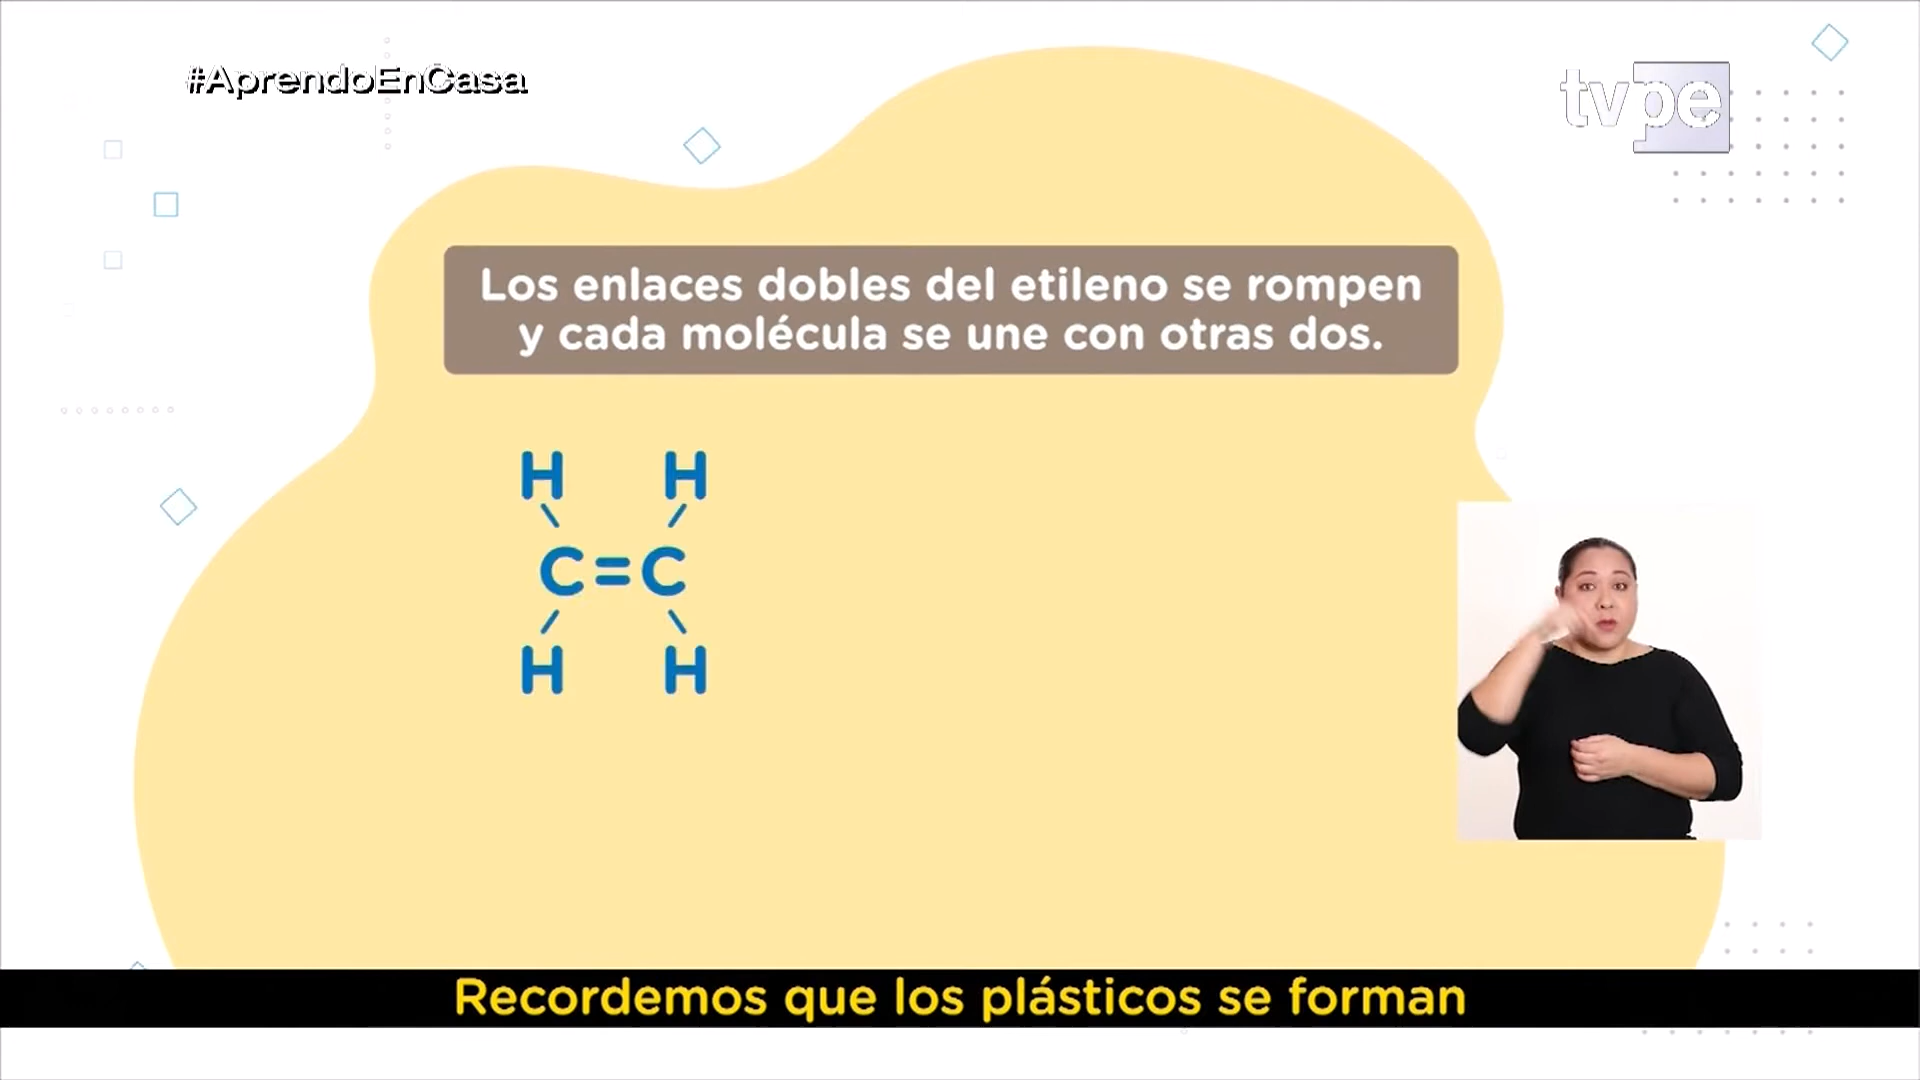 #AprendoEnCasa
tvpe
Los enlaces dobles del etileno se rompen
y cada molécula se une con otras dos.
H H
C=C
H H
Recordemos que los plásticos se forman